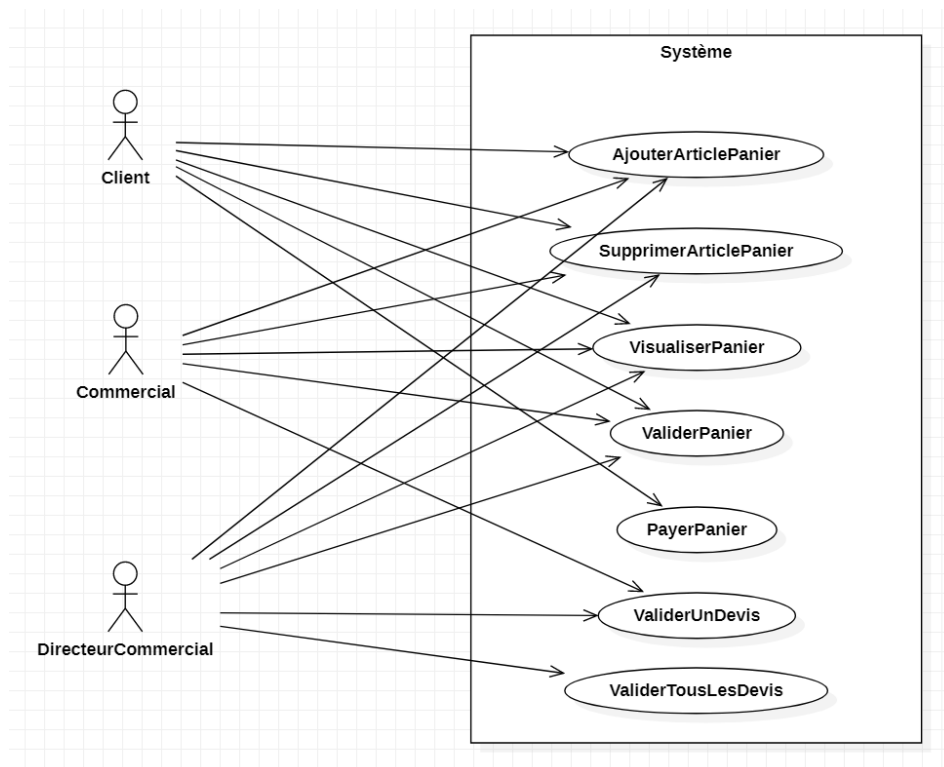 Système
Client
AjouterArticlePanier
SupprimerArticlePanier
Commercial
VisualiserPanier
ValiderPanier
PayerPanier
DirecteurCommercial
ValiderUnDevis
ValiderTousLesDevis